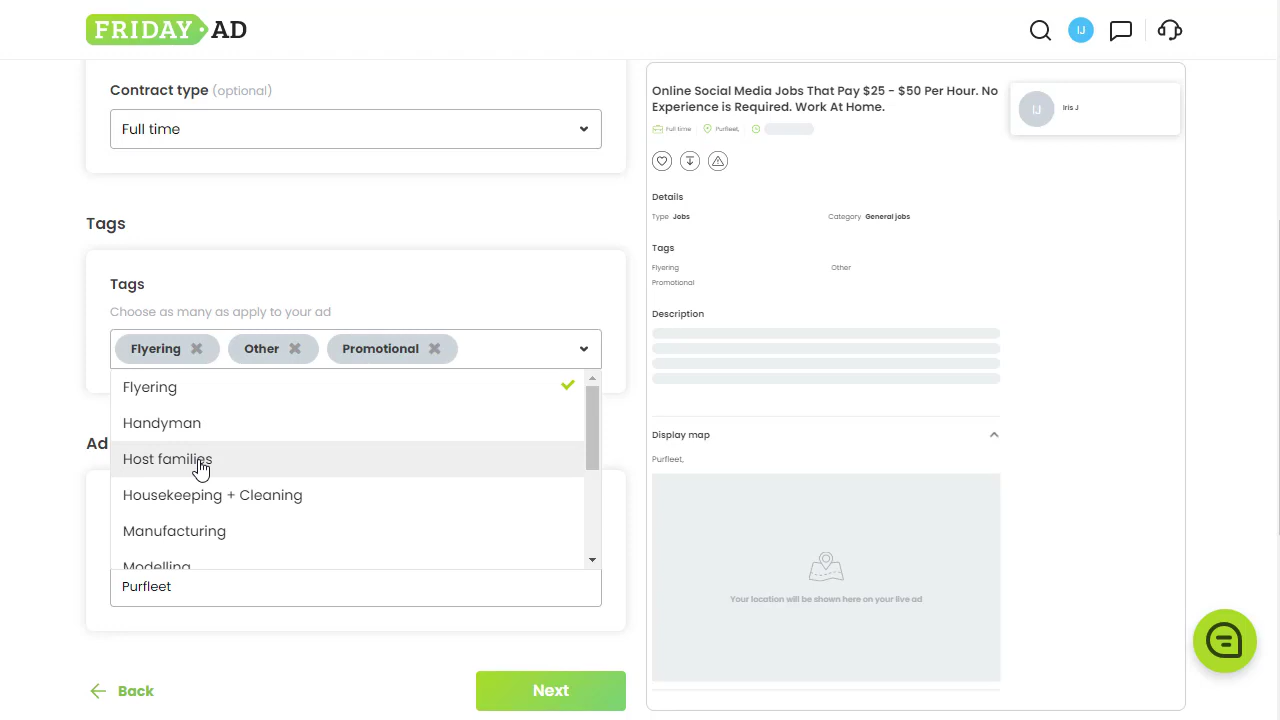 FRIDAY AD
IJ
Contract type (optional)
Full time
Tags
Tags
Choose as many as apply to your ad
Flyering
Other
Promotional
Flyering
Handyman
Host families
Housekeeping + Cleaning
Manufacturing
Modelling
Ad
Purfleet
Back
Next
Online Social Media Jobs That Pay $25 - $50 Per Hour. No
Experience is Required. Work At Home.
Full time
Purfleet,
IJ
Iris J
Details
Type Jobs
Category General jobs
Tags
Flyering
Other
Promotional
Description
Display map
Purfleet,
Your location will be shown here on your live ad